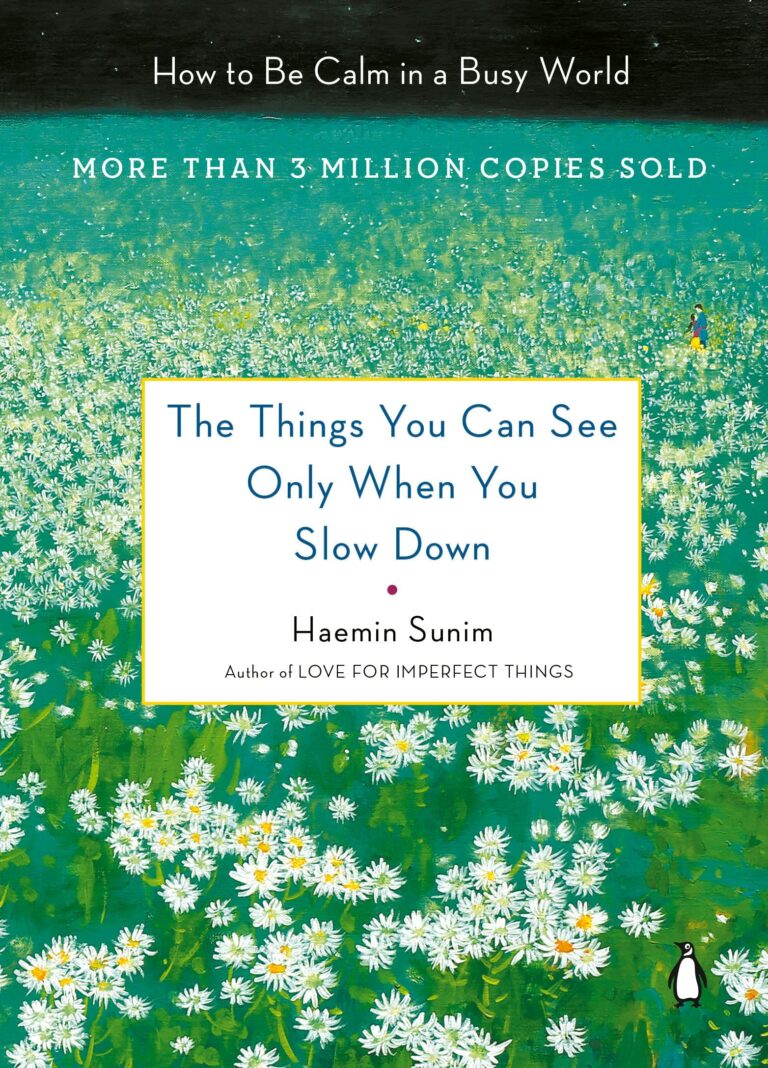 How to Be Calm in a Busy World
MORE THAN 3 MILLION COPIES SOLD
The Things You Can See
Only When You
Slow Down
Haemin Sunim
Author of LOVE FOR IMPERFECT THINGS